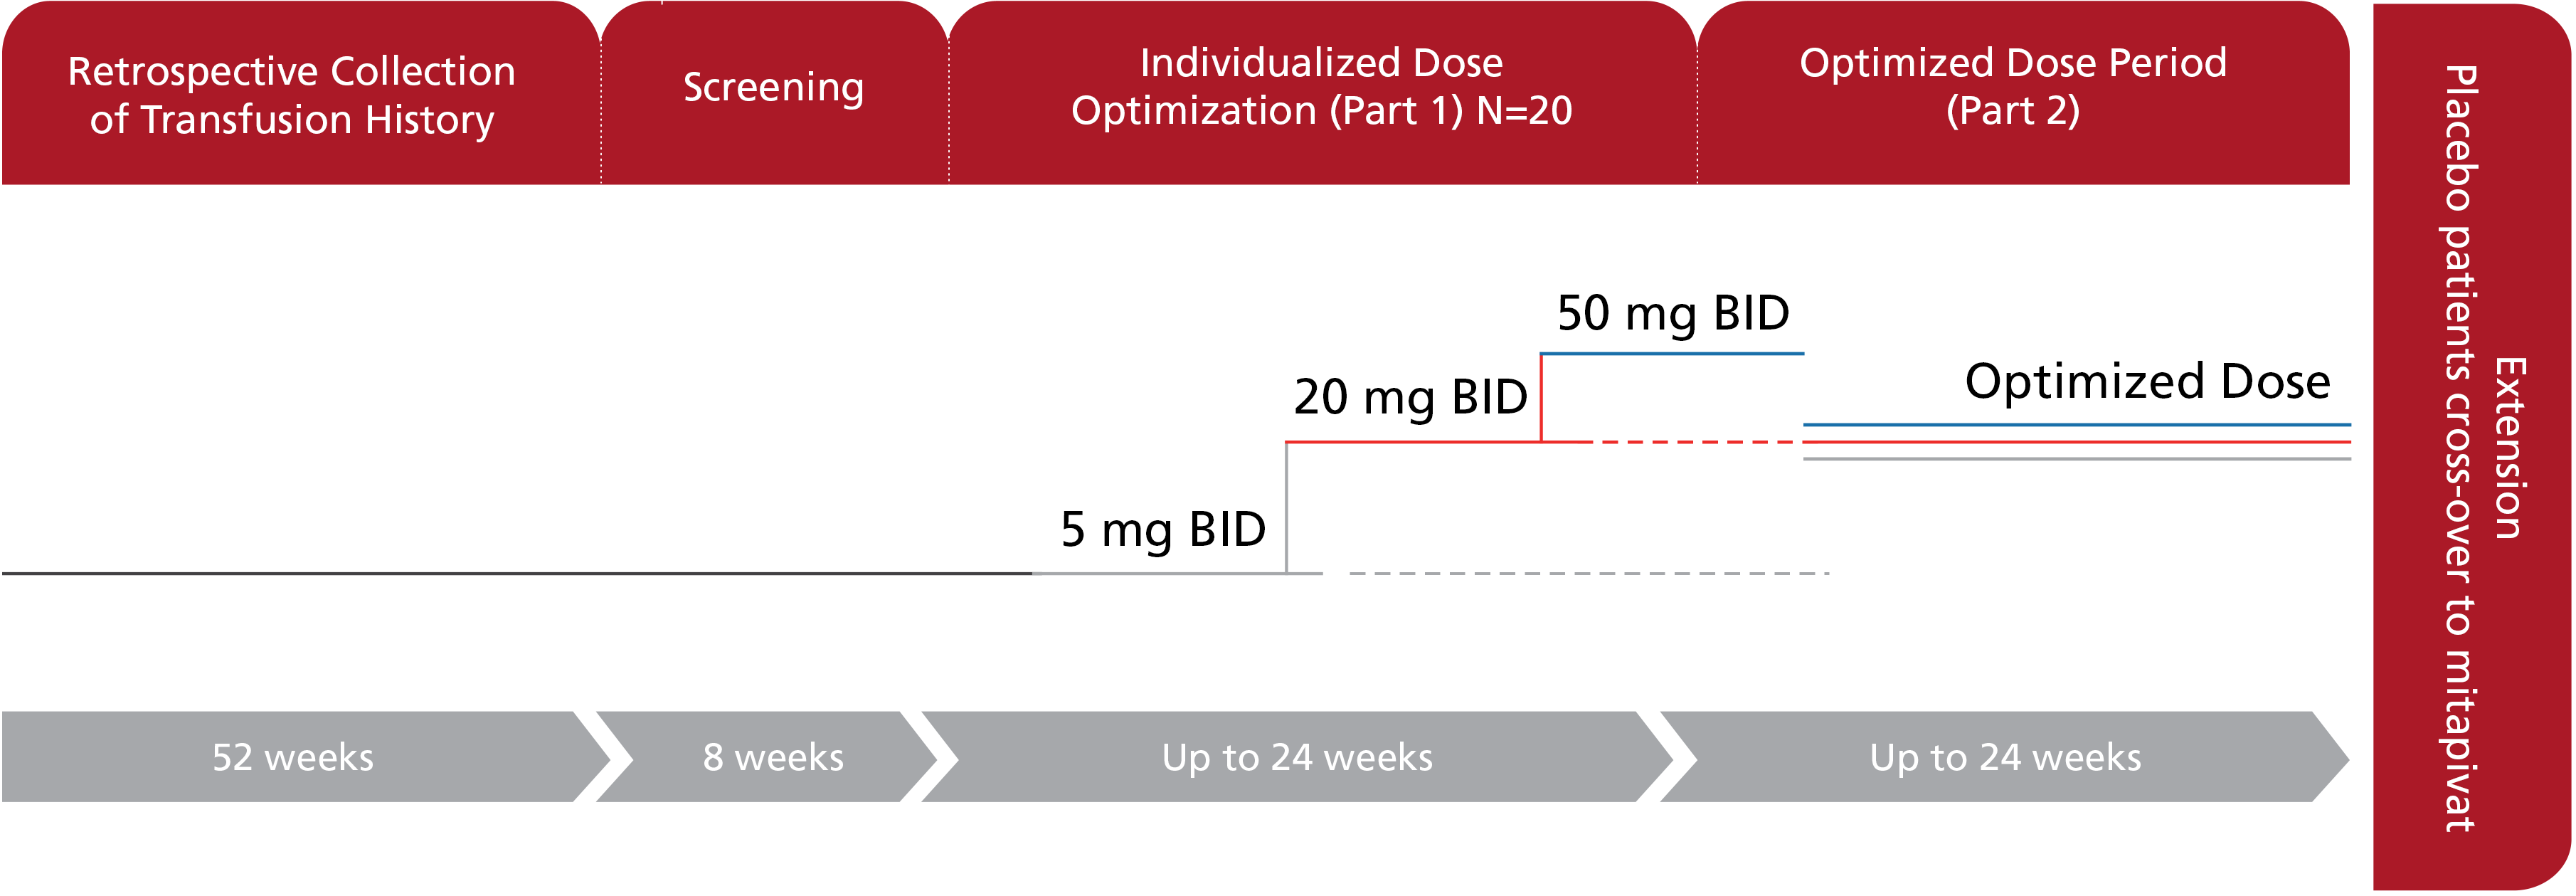 Retrospective Collection
of Transfusion History
Screening
Individualized Dose
Optimization (Part 1) N=20
Optimized Dose Period
(Part 2)
50 mg BID
20 mg BID
Optimized Dose
5 mg BID
52 weeks
8 weeks
Up to 24 weeks
Up to 24 weeks
Extension
Placebo patients cross-over to mitapivat